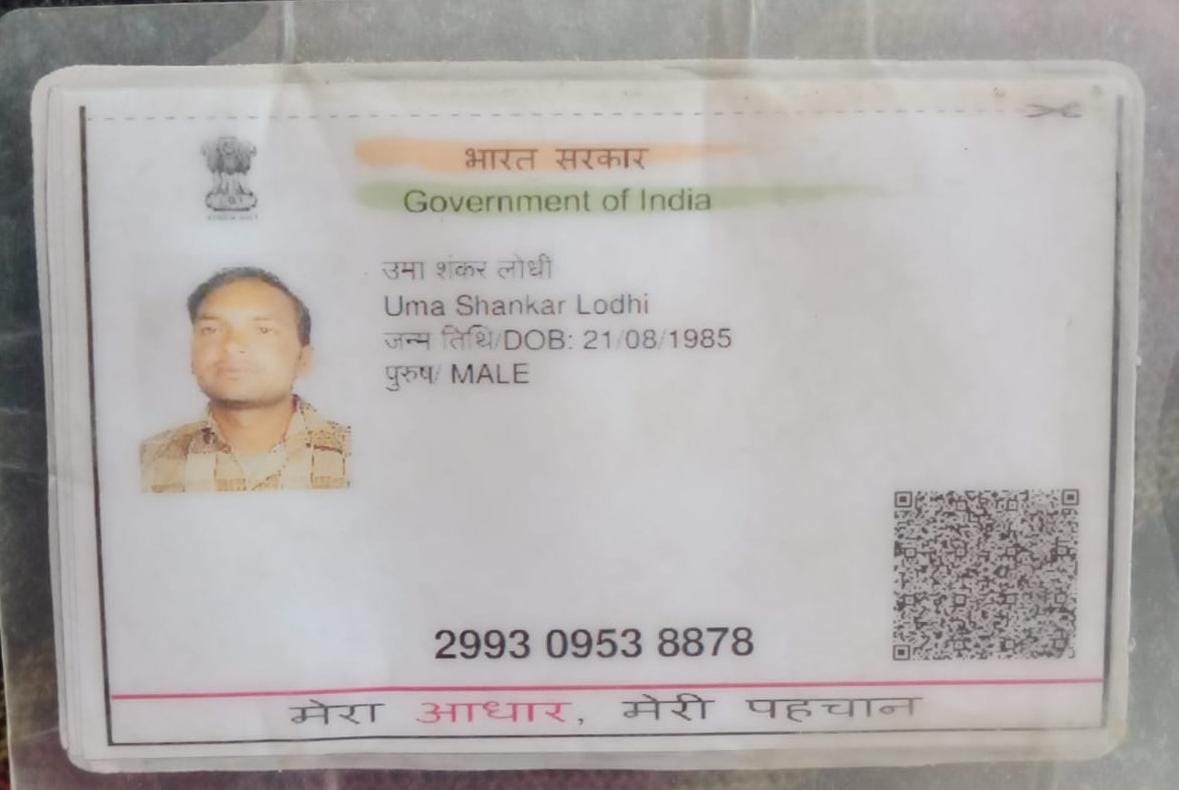 भारत सरकार
Government of India
उमा शंकर लोधी
Uma Shankar Lodhi
जन्म तिथि/DOB: 21/08/1985
पुरुष/ MALE
2993 0953 8878
मेरा आधार, मेरी पहचान